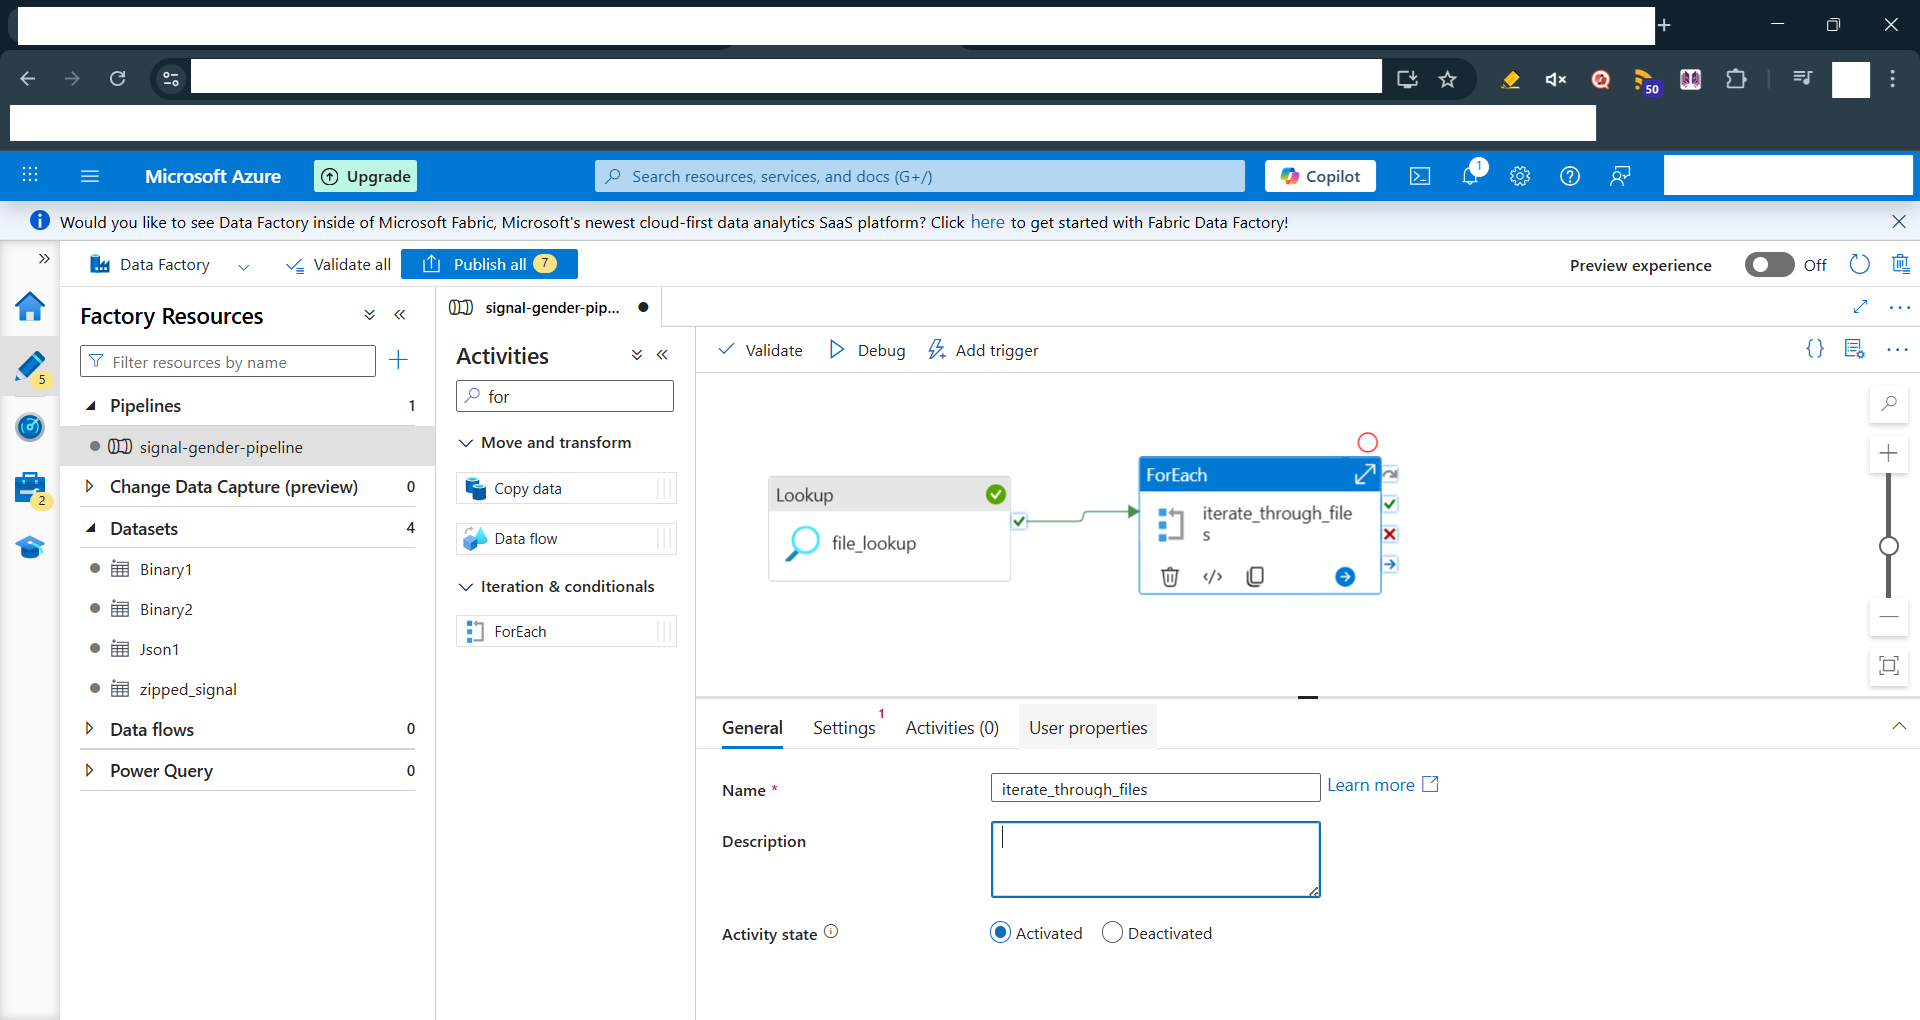 50
Microsoft Azure
Upgrade
Search resources, services, and docs (G+/)
Copilot
1
Would you like to see Data Factory inside of Microsoft Fabric, Microsoft's newest cloud-first data analytics SaaS platform? Click here to get started with Fabric Data Factory!
Data Factory
Validate all
Publish all 7
Preview experience
Off
Factory Resources
signal-gender-pip...
Filter resources by name
Activities
Validate
Debug
Add trigger
5
for
Pipelines 1
Move and transform
signal-gender-pipeline
Copy data
Change Data Capture (preview) 0
2
Data flow
Datasets 4
Iteration & conditionals
Binary1
ForEach
Binary2
Json1
zipped_signal
Data flows 0
Power Query 0
Lookup
file_lookup
ForEach
iterate_through_file
s
General
Settings 1
Activities (0)
User properties
Name *
iterate_through_files
Learn more
Description
Activity state
Activated
Deactivated